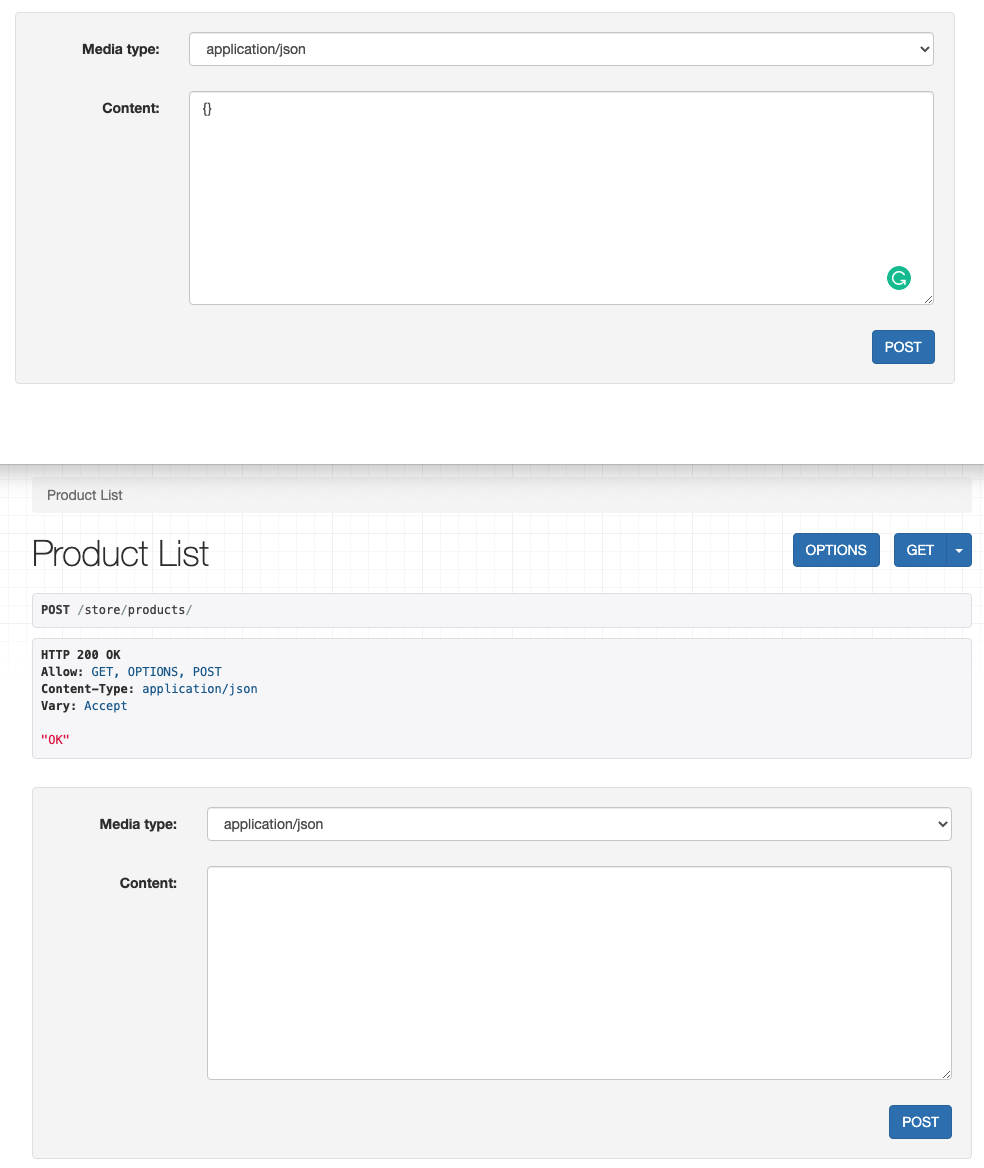 Media type: application/json
Content: {}
POST
Product List
Product List OPTIONS GET
POST /store/products/
HTTP 200 OK
Allow: GET, OPTIONS, POST
Content-Type: application/json
Vary: Accept
"OK"
Media type: application/json
Content:
POST